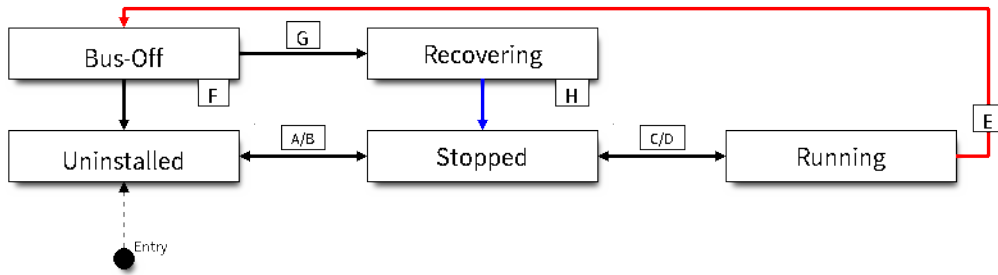 Bus-Off
G
Recovering
F
H
E
Uninstalled
A/B
Stopped
C/D
Running
Entry